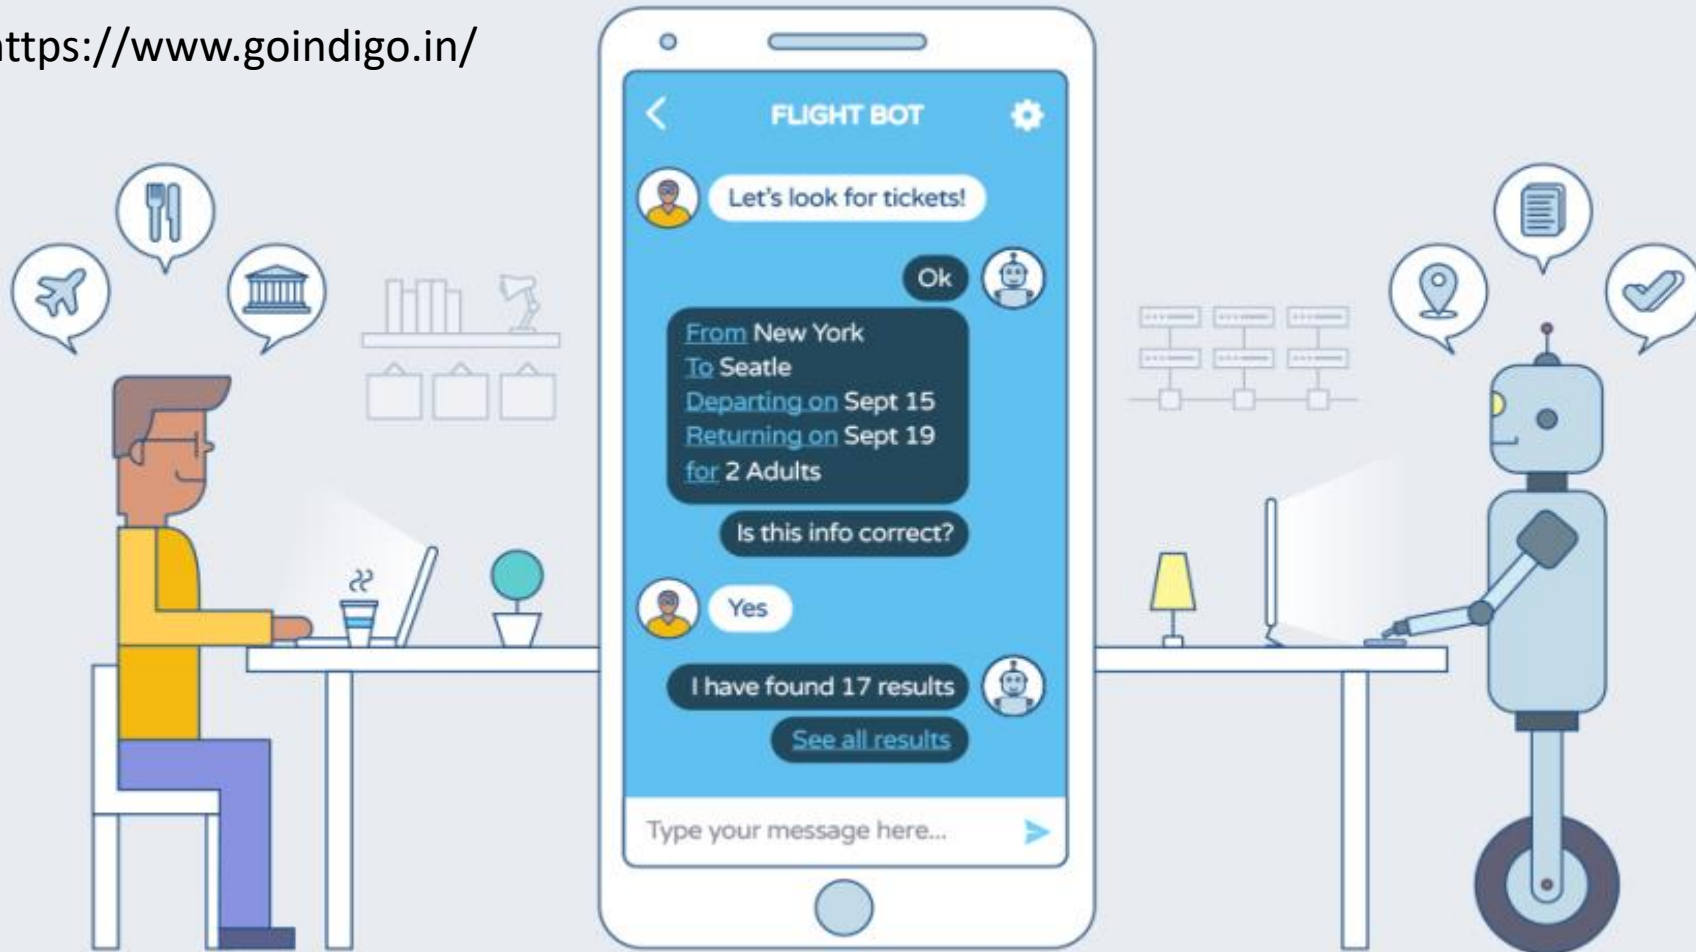 ttps://www.goindigo.in/
FLIGHT BOT
Let's look for tickets!
Ok
From New York
To Seatle
Departing on Sept 15
Returning on Sept 19
for 2 Adults
Is this info correct?
Yes
I have found 17 results
See all results
Type your message here...